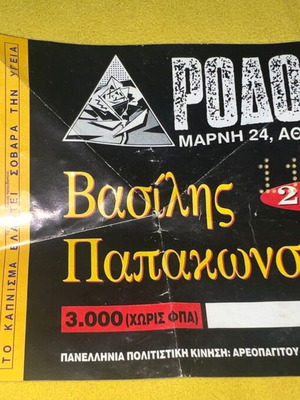 ΡΟΔΟ
ΜΑΡΝΗ 24, ΑΘ
Βασίλης
Παπακωνσ
3.000 (ΧΩΡΙΣ ΦΠΑ)
ΠΑΝΕΛΛΗΝΙΑ ΠΟΛΙΤΙΣΤΙΚΗ ΚΙΝΗΣΗ: ΑΡΕΟΠΑΓΙΤΟΥ
ΤΟ ΚΑΠΝΙΣΜΑ ΒΛΑΠΤΕΙ ΣΟΒΑΡΑ ΤΗΝ ΥΓΕΙΑ